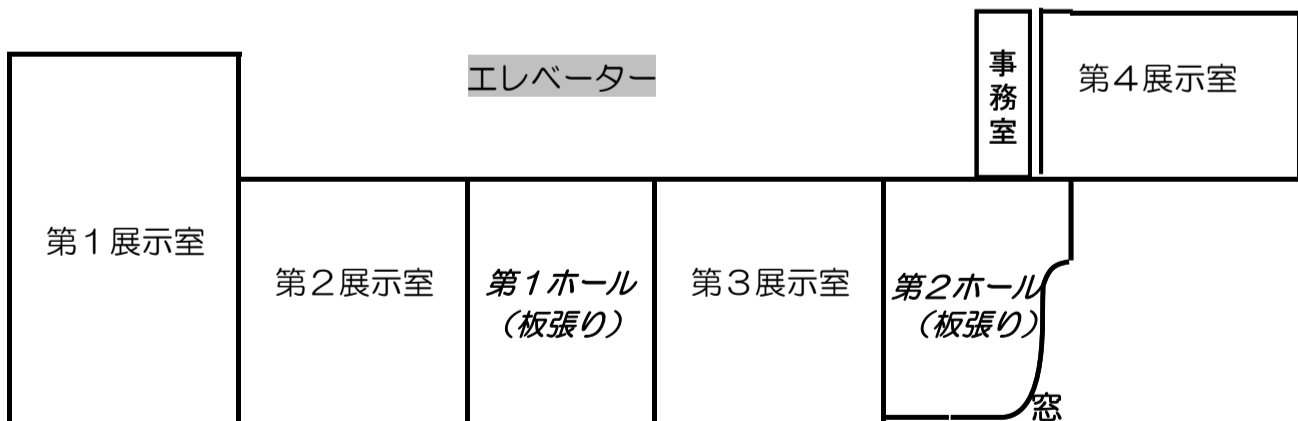 エレベーター
事務室
第４展示室
第１展示室
第２展示室
第１ホール
（板張り）
第３展示室
第２ホール
（板張り）
窓